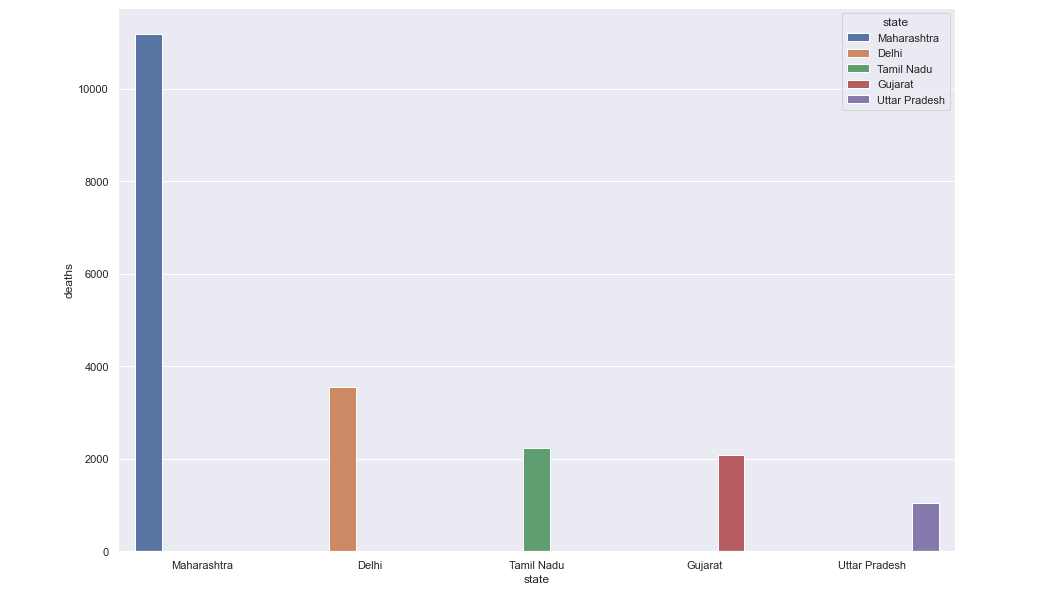 state
Maharashtra
Delhi
Tamil Nadu
Gujarat
Uttar Pradesh
10000
8000
6000
4000
2000
0
deaths
Maharashtra Delhi Tamil Nadu Gujarat Uttar Pradesh
state